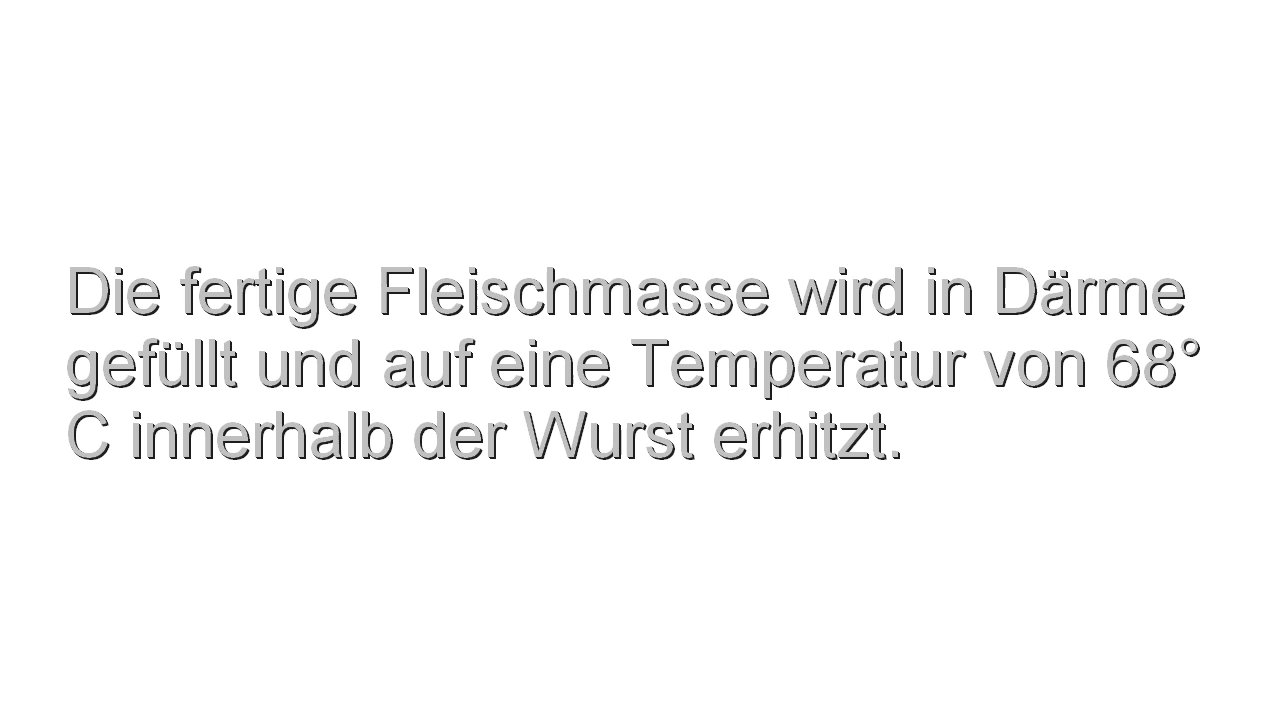 Die fertige Fleischmasse wird in Därme
gefüllt und auf eine Temperatur von 68°
C innerhalb der Wurst erhitzt.